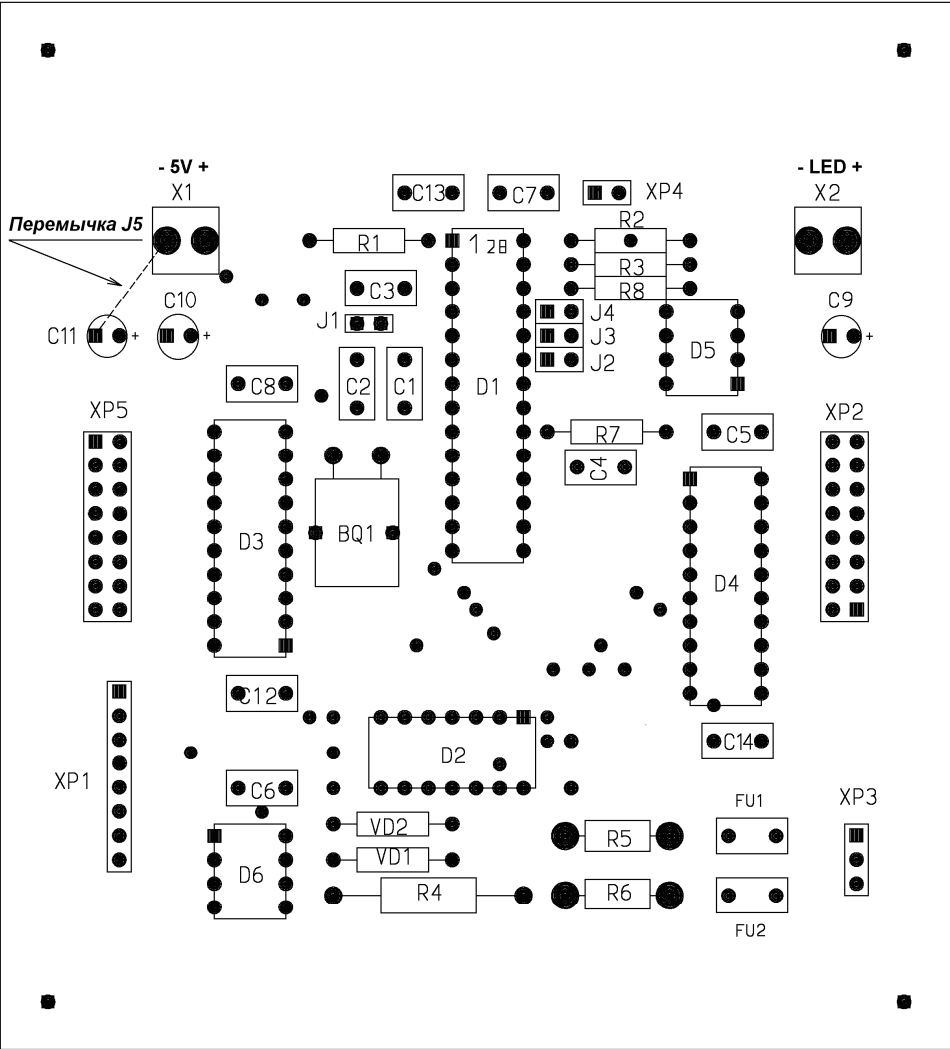 - 5V +
- LED +
X1
C13
C7
XP4
X2
Перемычка J5
R1
1
28
R2
R3
C3
R8
C10
C9
J1
J4
C11
+
+
J3
D5
+
J2
C8
C2
C1
D1
XP5
XP2
R7
C5
C4
D3
BQ1
D4
C12
C14
D2
XP1
C6
FU1
XP3
VD2
R5
VD1
D6
R4
R6
FU2